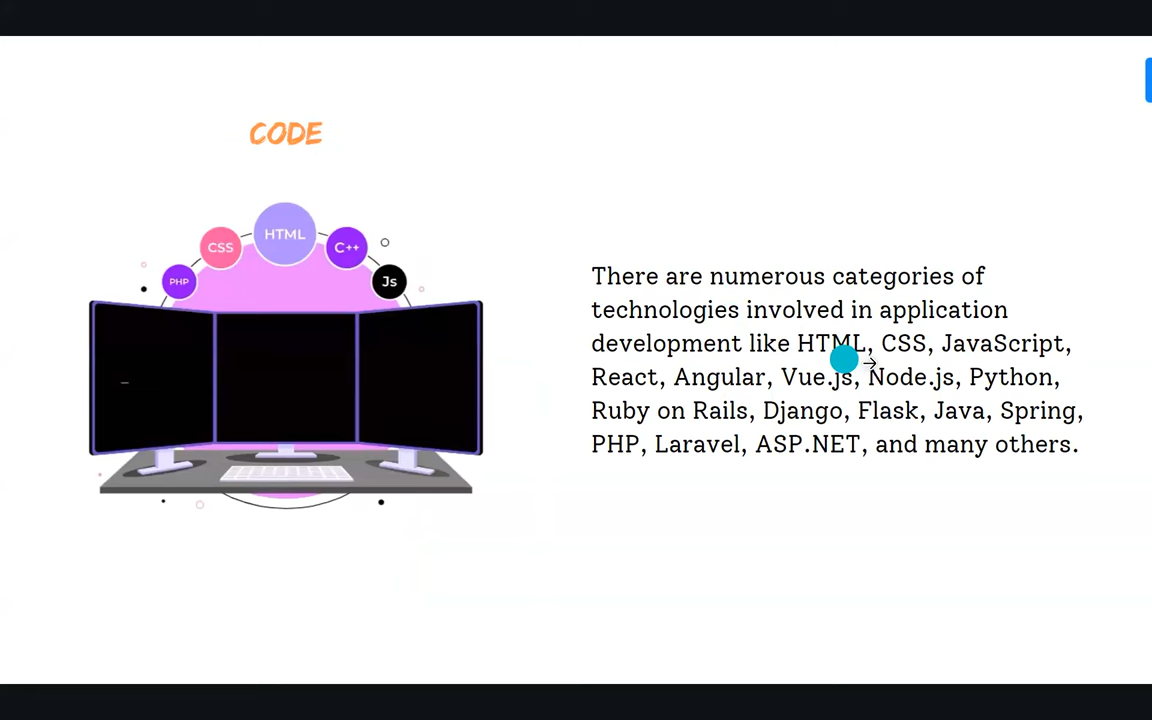 CODE
HTML
CSS
C++
PHP
Js
There are numerous categories of
technologies involved in application
development like HTML, CSS, JavaScript,
React, Angular, Vue.js, Node.js, Python,
Ruby on Rails, Django, Flask, Java, Spring,
PHP, Laravel, ASP.NET, and many others.